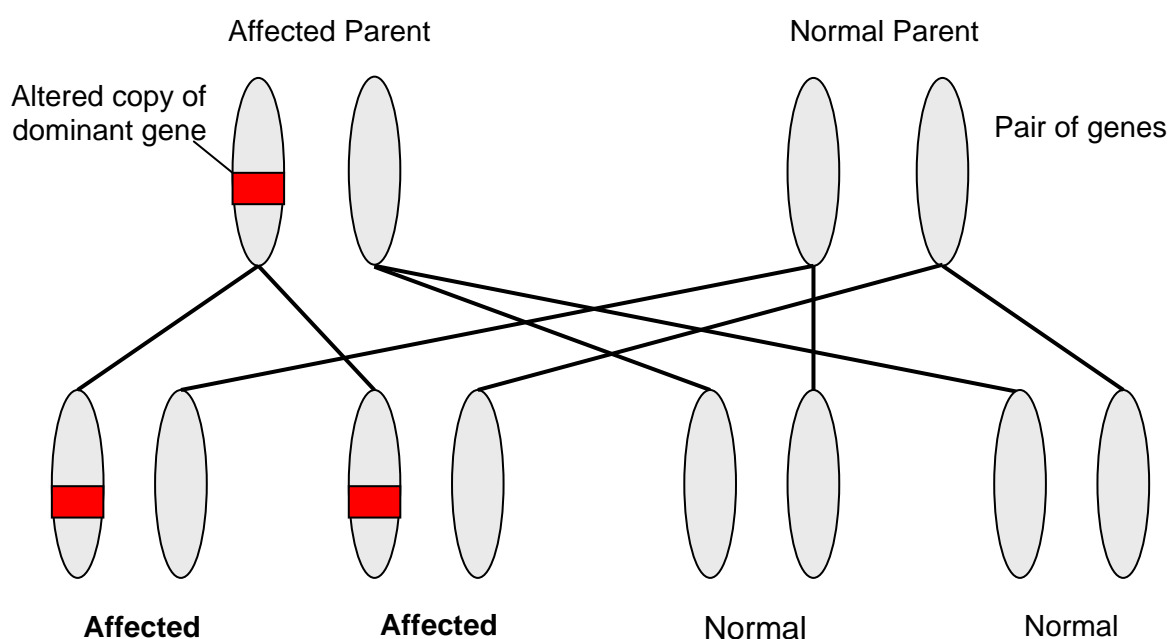 Affected Parent
Normal Parent
Altered copy of
dominant gene
Pair of genes
Affected
Affected
Normal
Normal